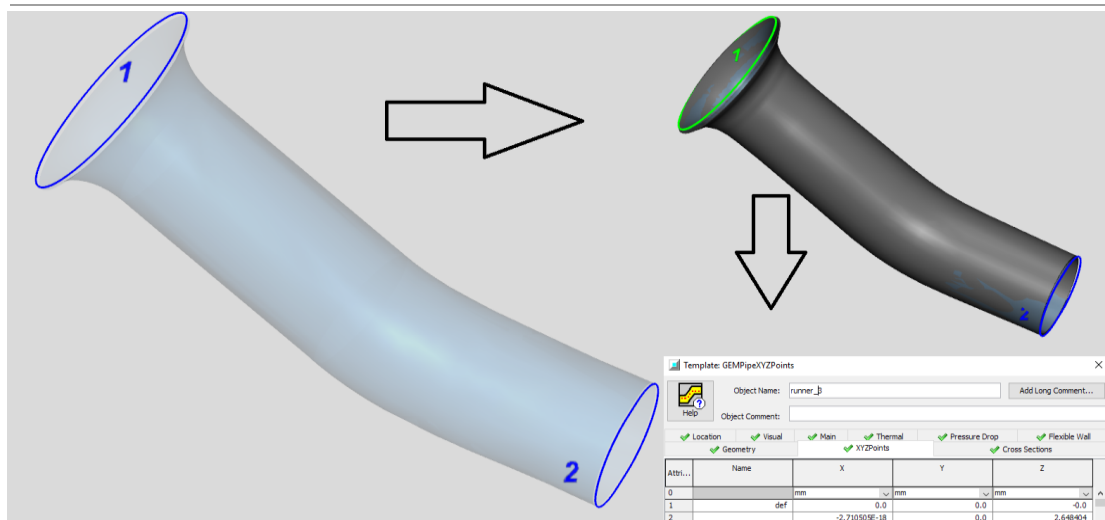 1
2
1
2
Template: GEMPipeXYZPoints
Help
Object Name:
runner_3
Add Long Comment...
Object Comment:
Location
Visual
Main
Thermal
Pressure Drop
Flexible Wall
Geometry
XYZPoints
Cross Sections
Attri... Name X Y Z
0 mm mm mm
1 def 0.0 0.0 -0.0
2 -2.710505E-18 0.0 2.648404